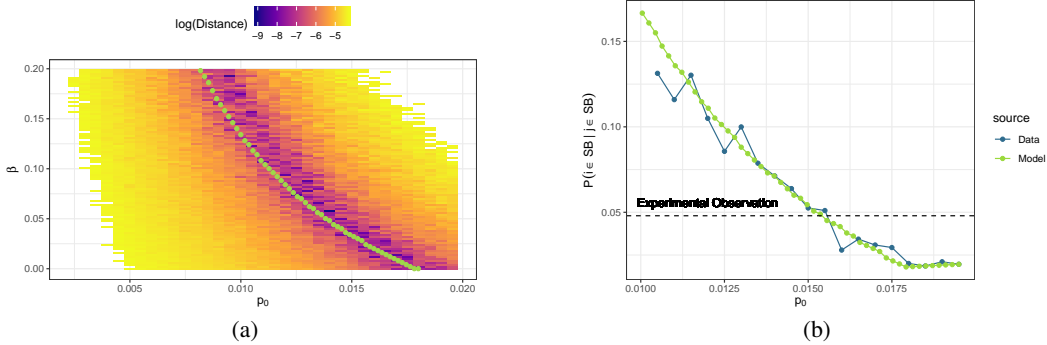 log(Distance)
-9 -8 -7 -6 -5
0.20
0.15
0.10
0.05
0.00
β
0.005 0.010 0.015 0.020
p0
(a)
0.15
0.10
0.05
P(i ∈ SB | j ∈ SB)
Experimental Observation
0.0100 0.0125 0.0150 0.0175
p0
source
Data
Model
(b)